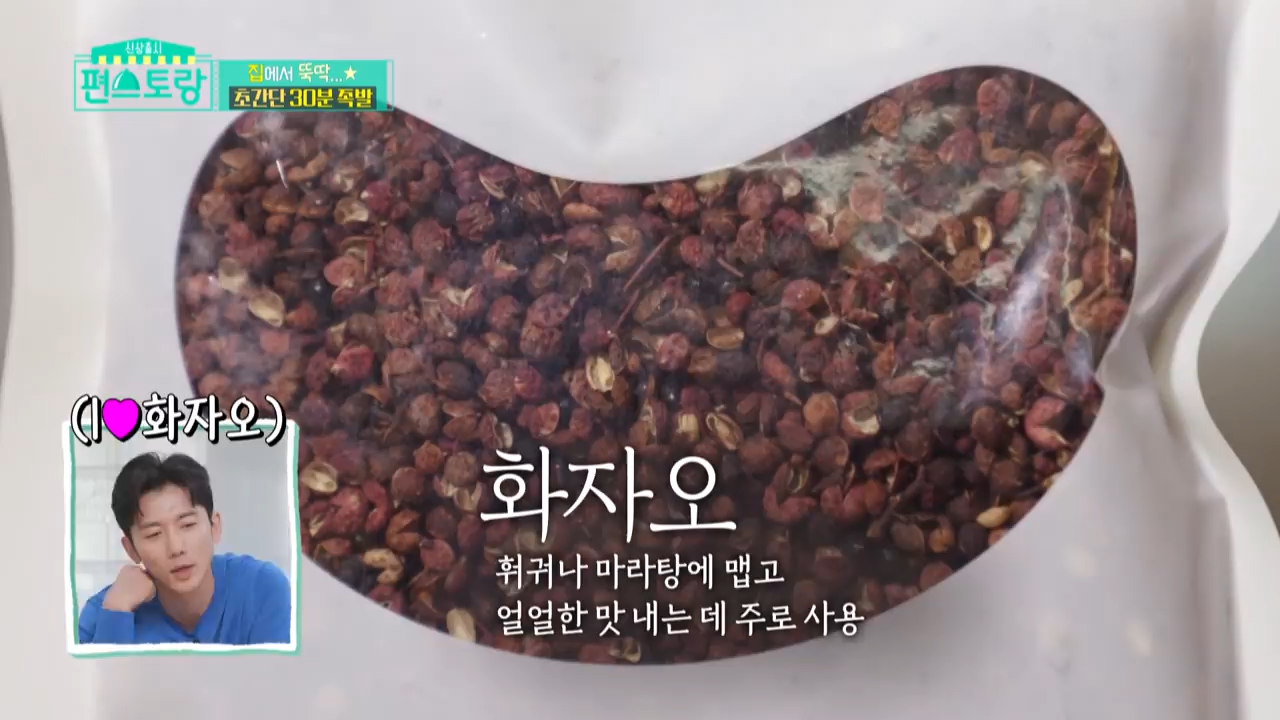 신상출시
편스토랑
집에서 뚝딱...★
초간단 30분 족발
(I♥화자오)
화자오
훠궈나 마라탕에 맵고
얼얼한 맛 내는 데 주로 사용